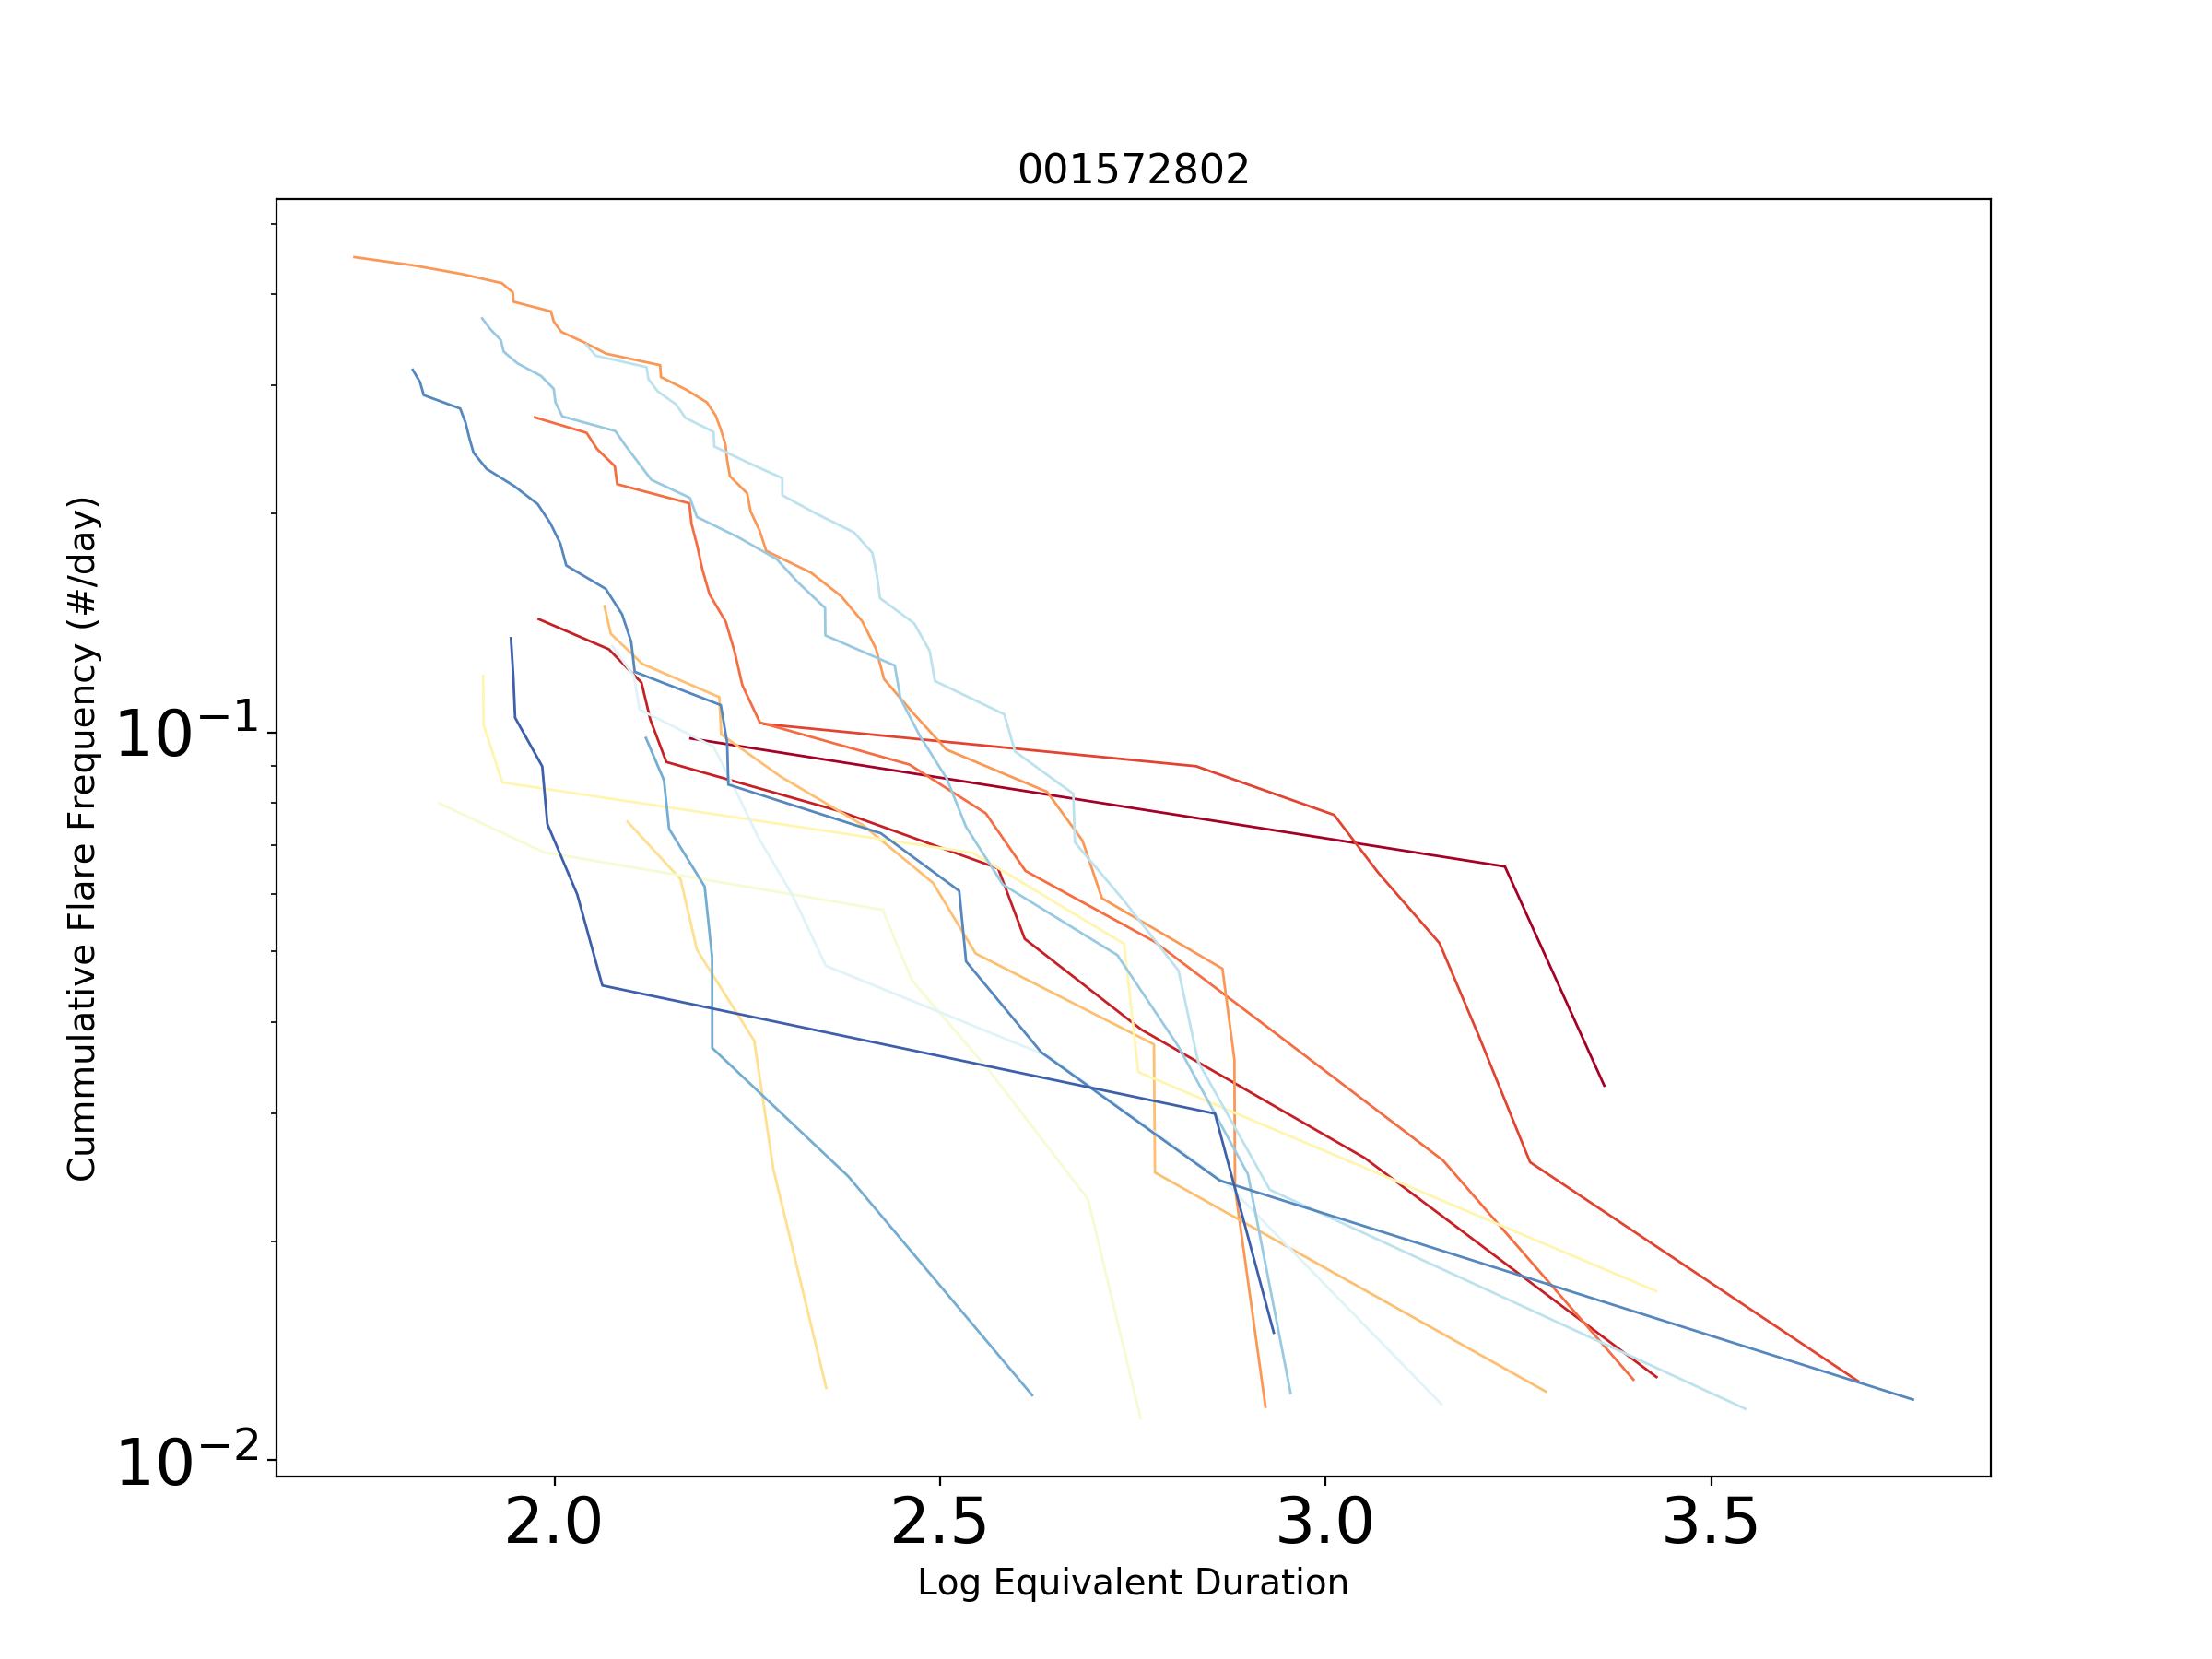 001572802
Cummulative Flare Frequency (#/day)
10⁻¹
10⁻²
2.0 2.5 3.0 3.5
Log Equivalent Duration